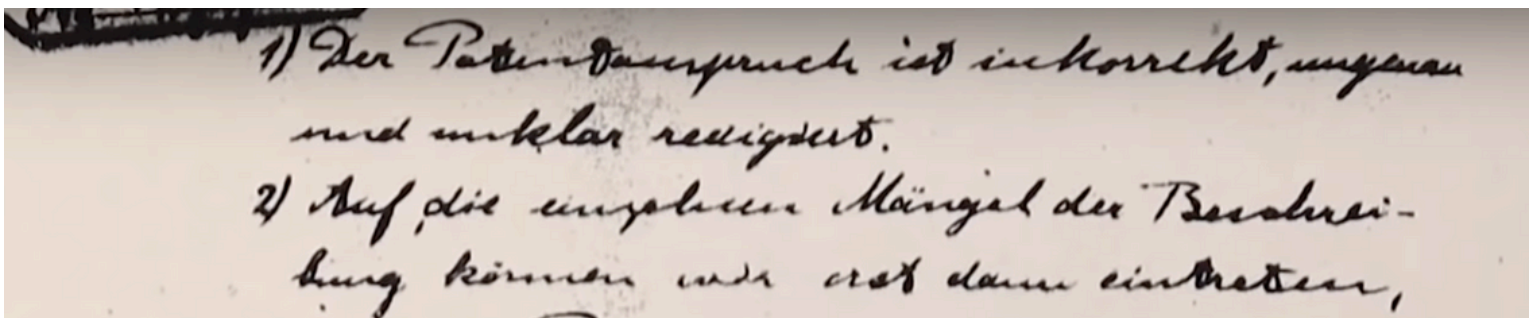 1) Der Patentanspruch ist inkorrekt, ungenau
und unklar redigiert.
2) Auf die einzelnen Mängel der Beschrei-
bung können wir erst dann eintreten,